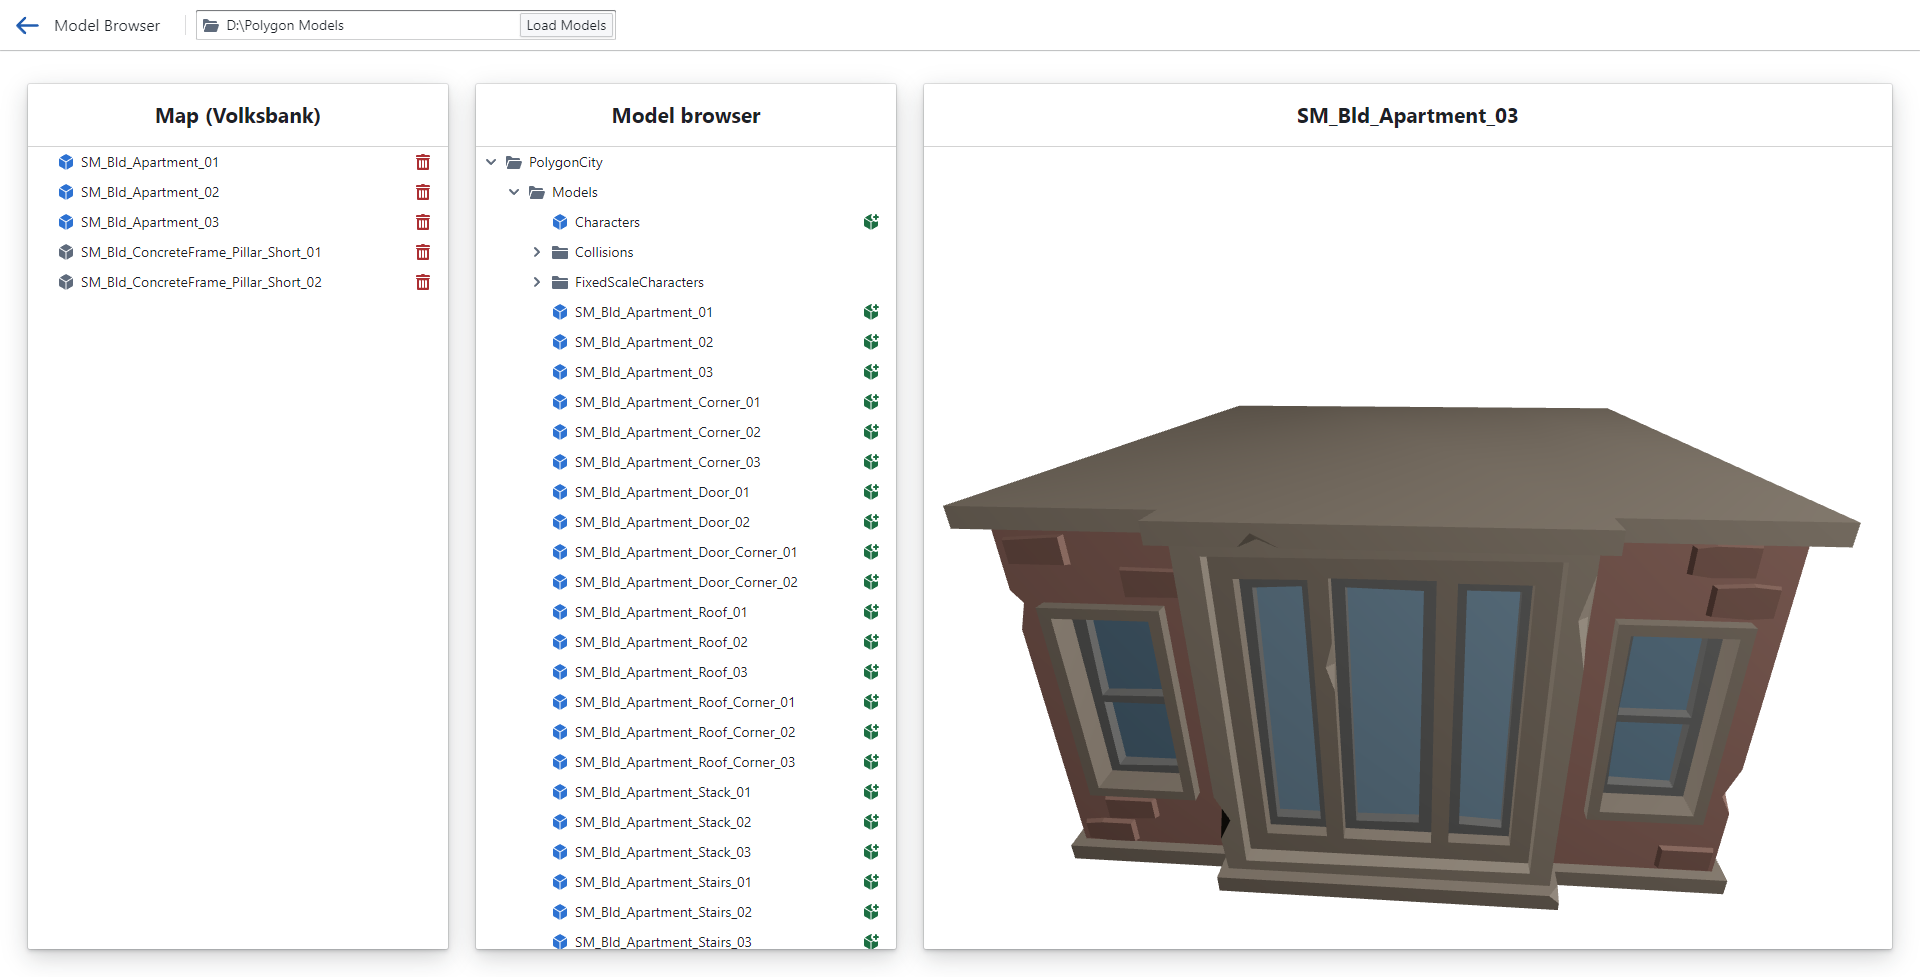 Model Browser
D:\Polygon Models
Load Models
Map (Volksbank)
SM_Bld_Apartment_01
SM_Bld_Apartment_02
SM_Bld_Apartment_03
SM_Bld_ConcreteFrame_Pillar_Short_01
SM_Bld_ConcreteFrame_Pillar_Short_02
Model browser
PolygonCity
Models
Characters
Collisions
FixedScaleCharacters
SM_Bld_Apartment_01
SM_Bld_Apartment_02
SM_Bld_Apartment_03
SM_Bld_Apartment_Corner_01
SM_Bld_Apartment_Corner_02
SM_Bld_Apartment_Corner_03
SM_Bld_Apartment_Door_01
SM_Bld_Apartment_Door_02
SM_Bld_Apartment_Door_Corner_01
SM_Bld_Apartment_Door_Corner_02
SM_Bld_Apartment_Roof_01
SM_Bld_Apartment_Roof_02
SM_Bld_Apartment_Roof_03
SM_Bld_Apartment_Roof_Corner_01
SM_Bld_Apartment_Roof_Corner_02
SM_Bld_Apartment_Roof_Corner_03
SM_Bld_Apartment_Stack_01
SM_Bld_Apartment_Stack_02
SM_Bld_Apartment_Stack_03
SM_Bld_Apartment_Stairs_01
SM_Bld_Apartment_Stairs_02
SM_Bld_Apartment_Stairs_03
SM_Bld_Apartment_03